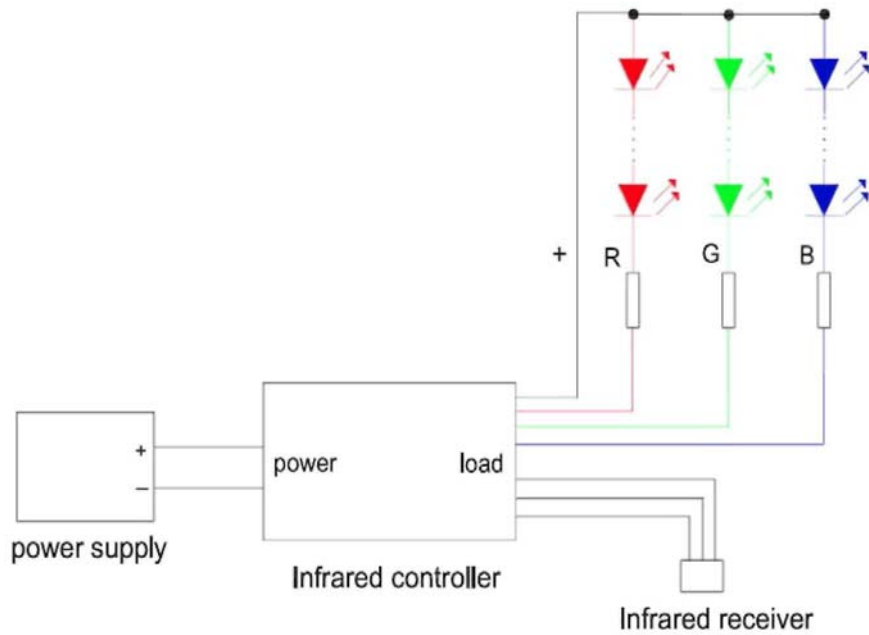 +
R
G
B
+
−
power
load
power supply
Infrared controller
Infrared receiver